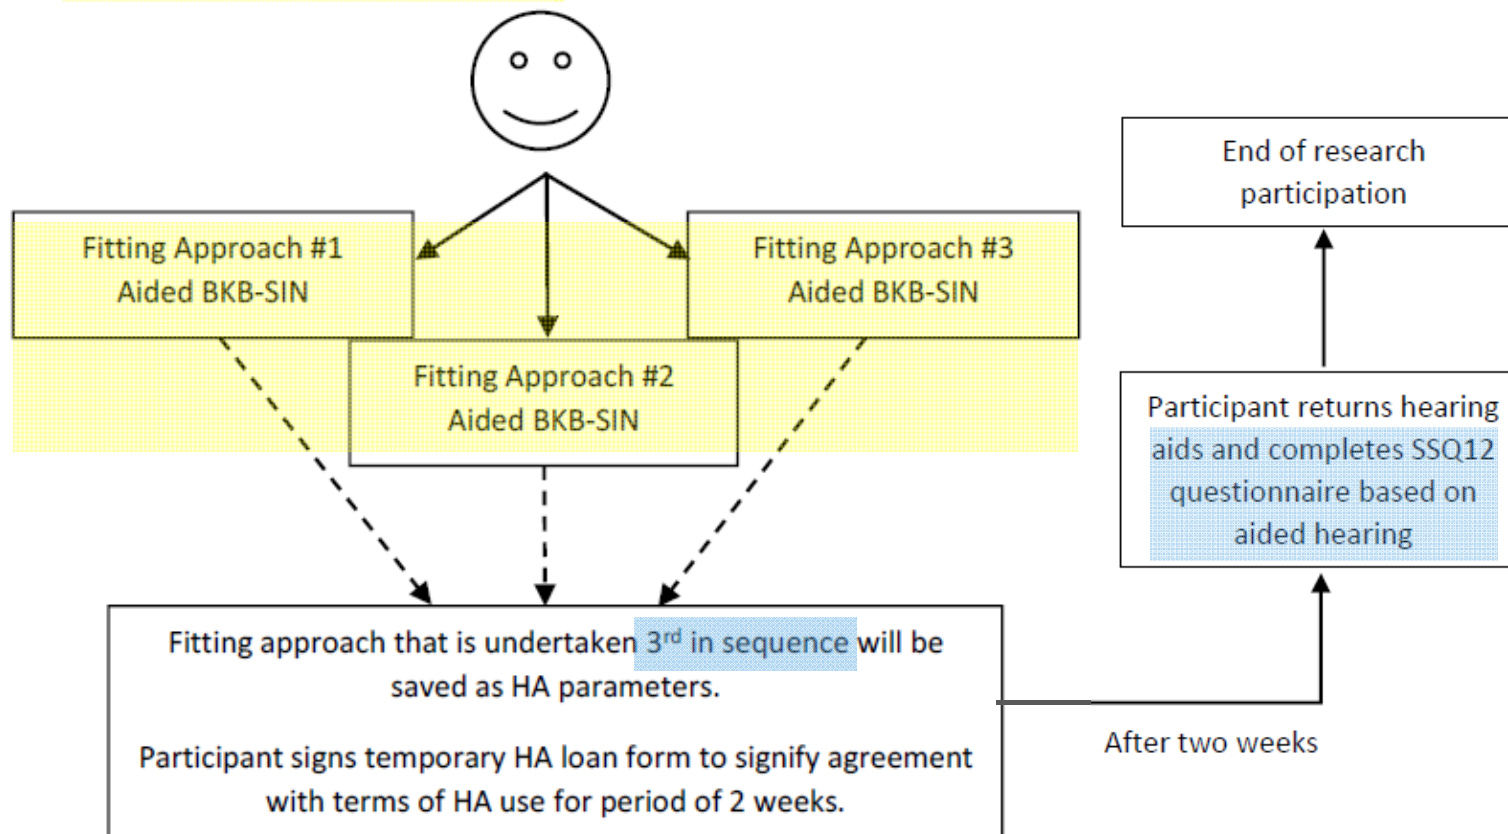 Fitting Approach #1
Aided BKB-SIN
Fitting Approach #2
Aided BKB-SIN
Fitting Approach #3
Aided BKB-SIN
Fitting approach that is undertaken 3rd in sequence will be
saved as HA parameters.
Participant signs temporary HA loan form to signify agreement
with terms of HA use for period of 2 weeks.
After two weeks
Participant returns hearing
aids and completes SSQ12
questionnaire based on
aided hearing
End of research
participation